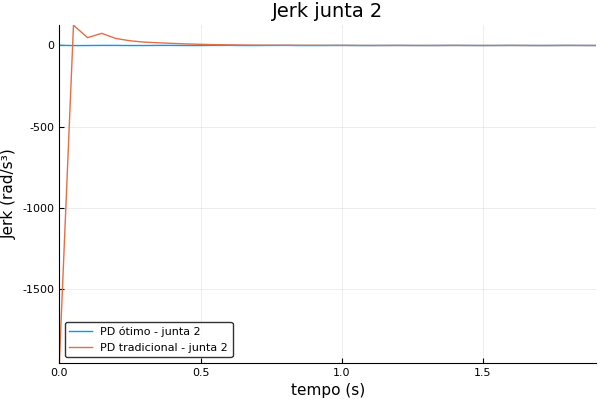 Jerk junta 2
Jerk (rad/s³)
0
-500
-1000
-1500
PD ótimo - junta 2
PD tradicional - junta 2
0.0
0.5
1.0
1.5
tempo (s)